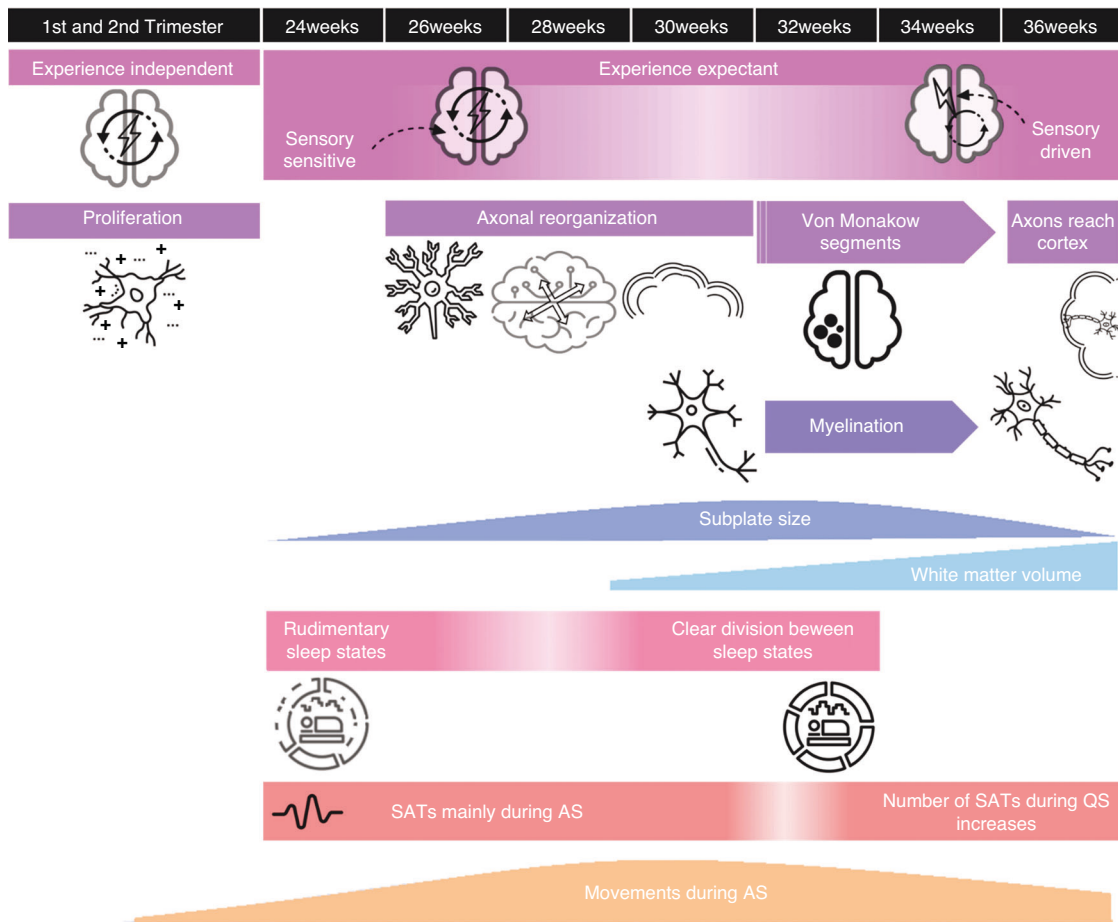 1st and 2nd Trimester
24weeks
26weeks
28weeks
30weeks
32weeks
34weeks
36weeks
Experience independent
Experience expectant
Sensory
sensitive
Sensory
driven
Proliferation
Axonal reorganization
Von Monakow
segments
Axons reach
cortex
Myelination
Subplate size
White matter volume
Rudimentary
sleep states
Clear division beween
sleep states
SATs mainly during AS
Number of SATs during QS
increases
Movements during AS